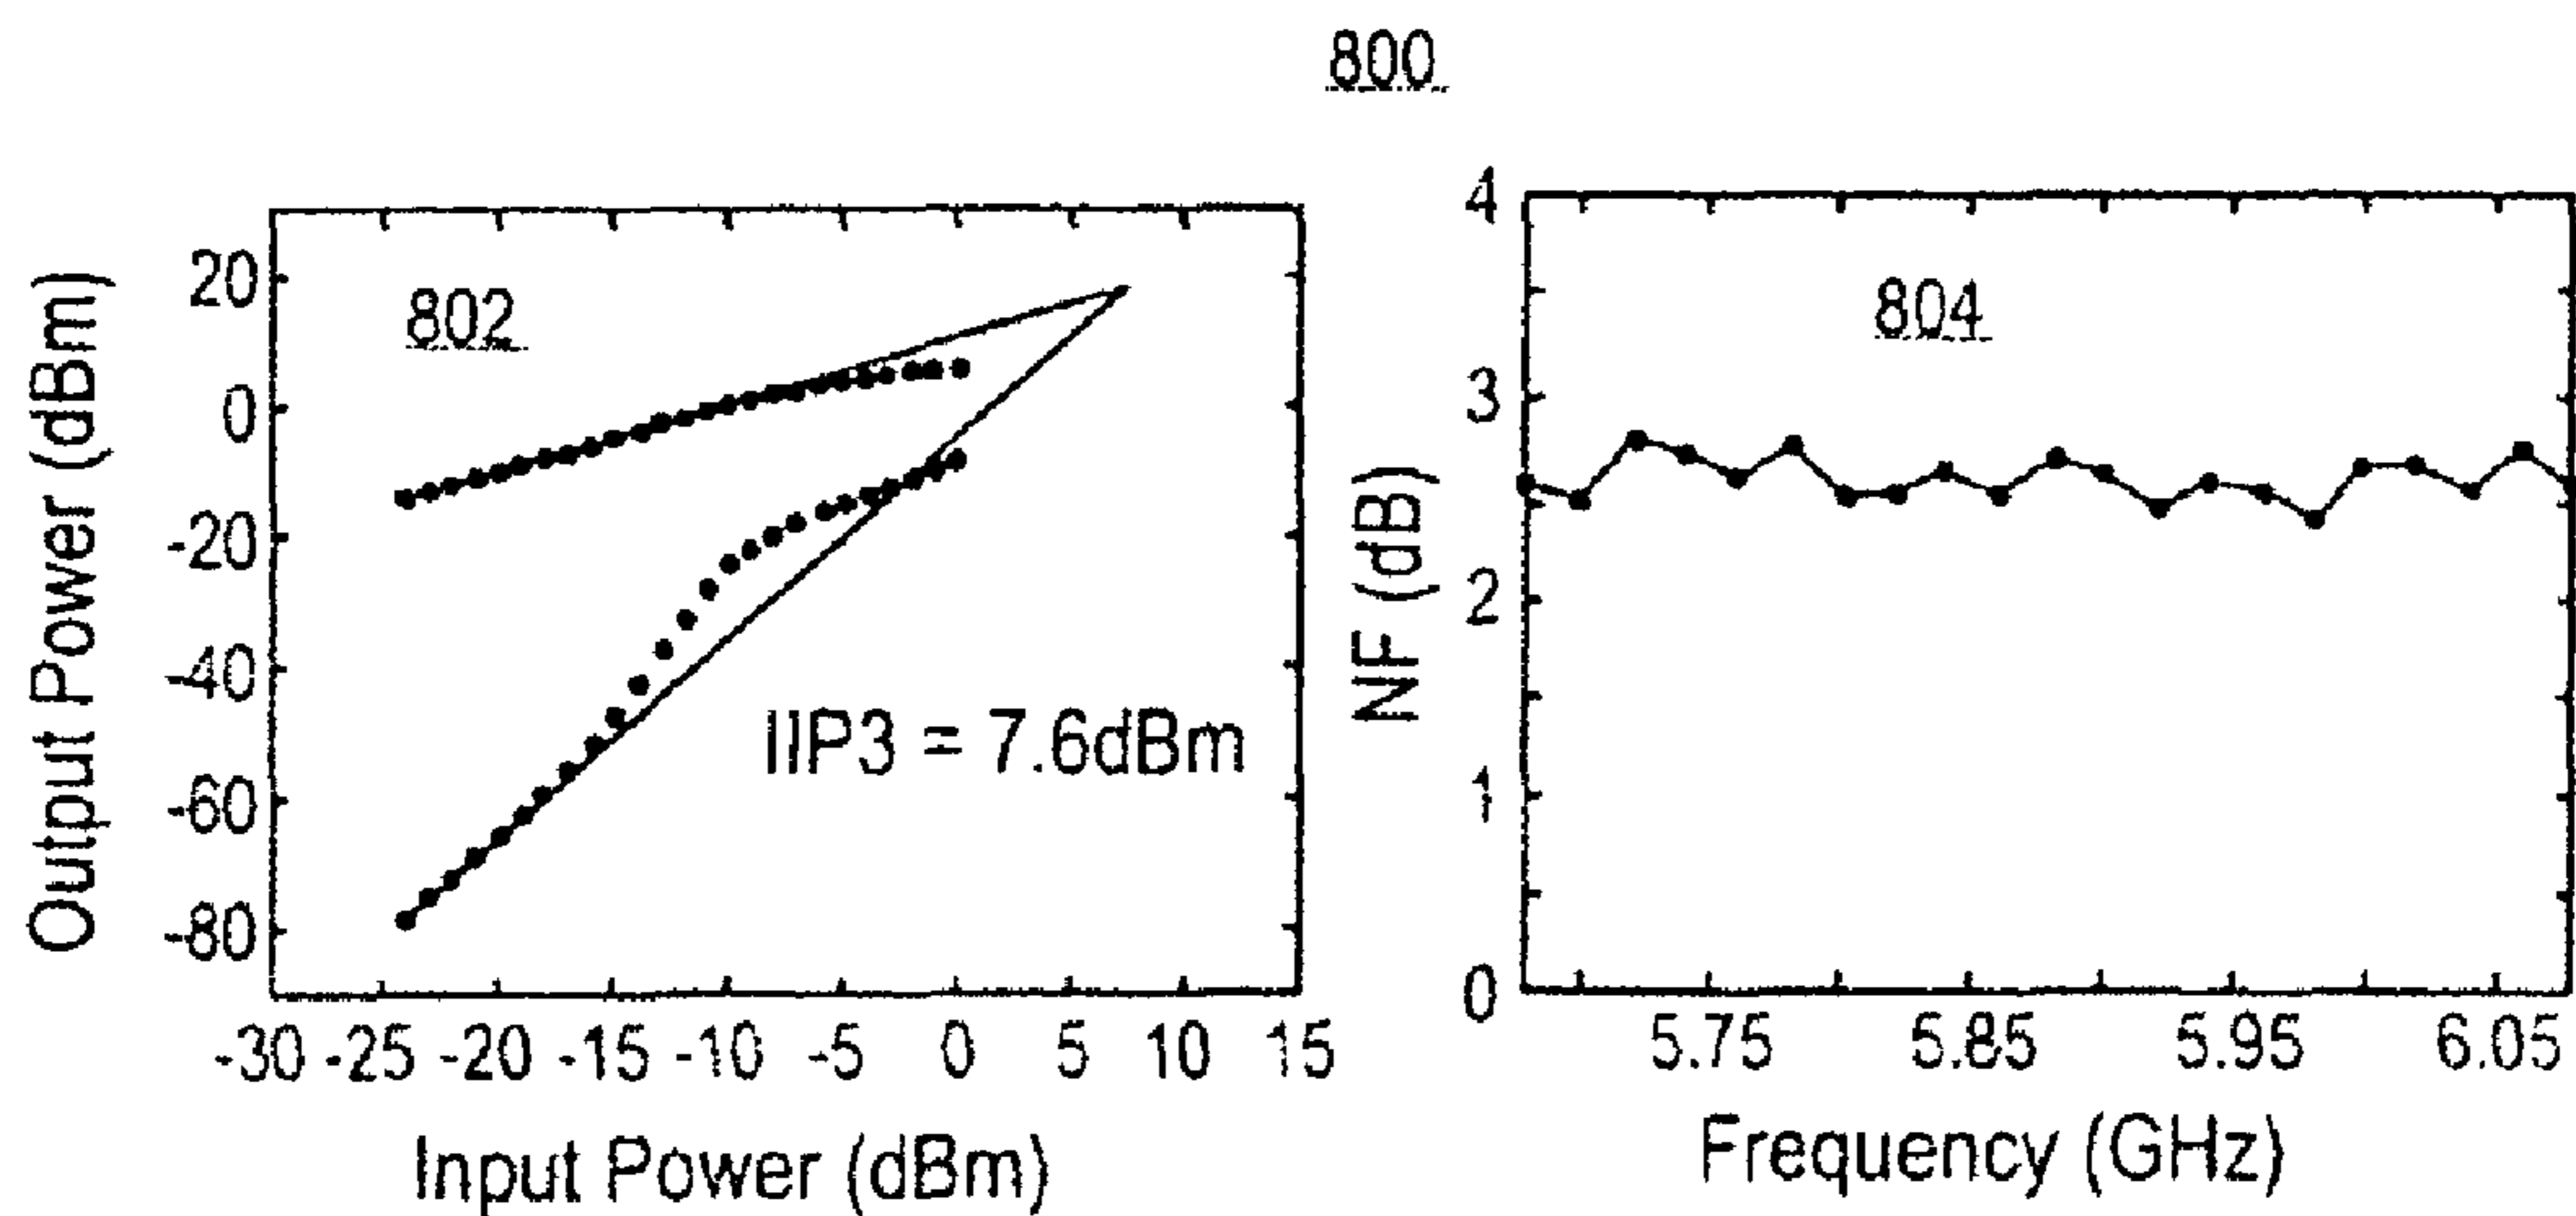 800
802
20
0
-20
-40
-60
-80
Output Power (dBm)
IIP3 = 7.6dBm
-30 -25 -20 -15 -10 -5 0 5 10 15
Input Power (dBm)
804
4
3
2
1
0
NF (dB)
5.75 5.85 5.95 6.05
Frequency (GHz)